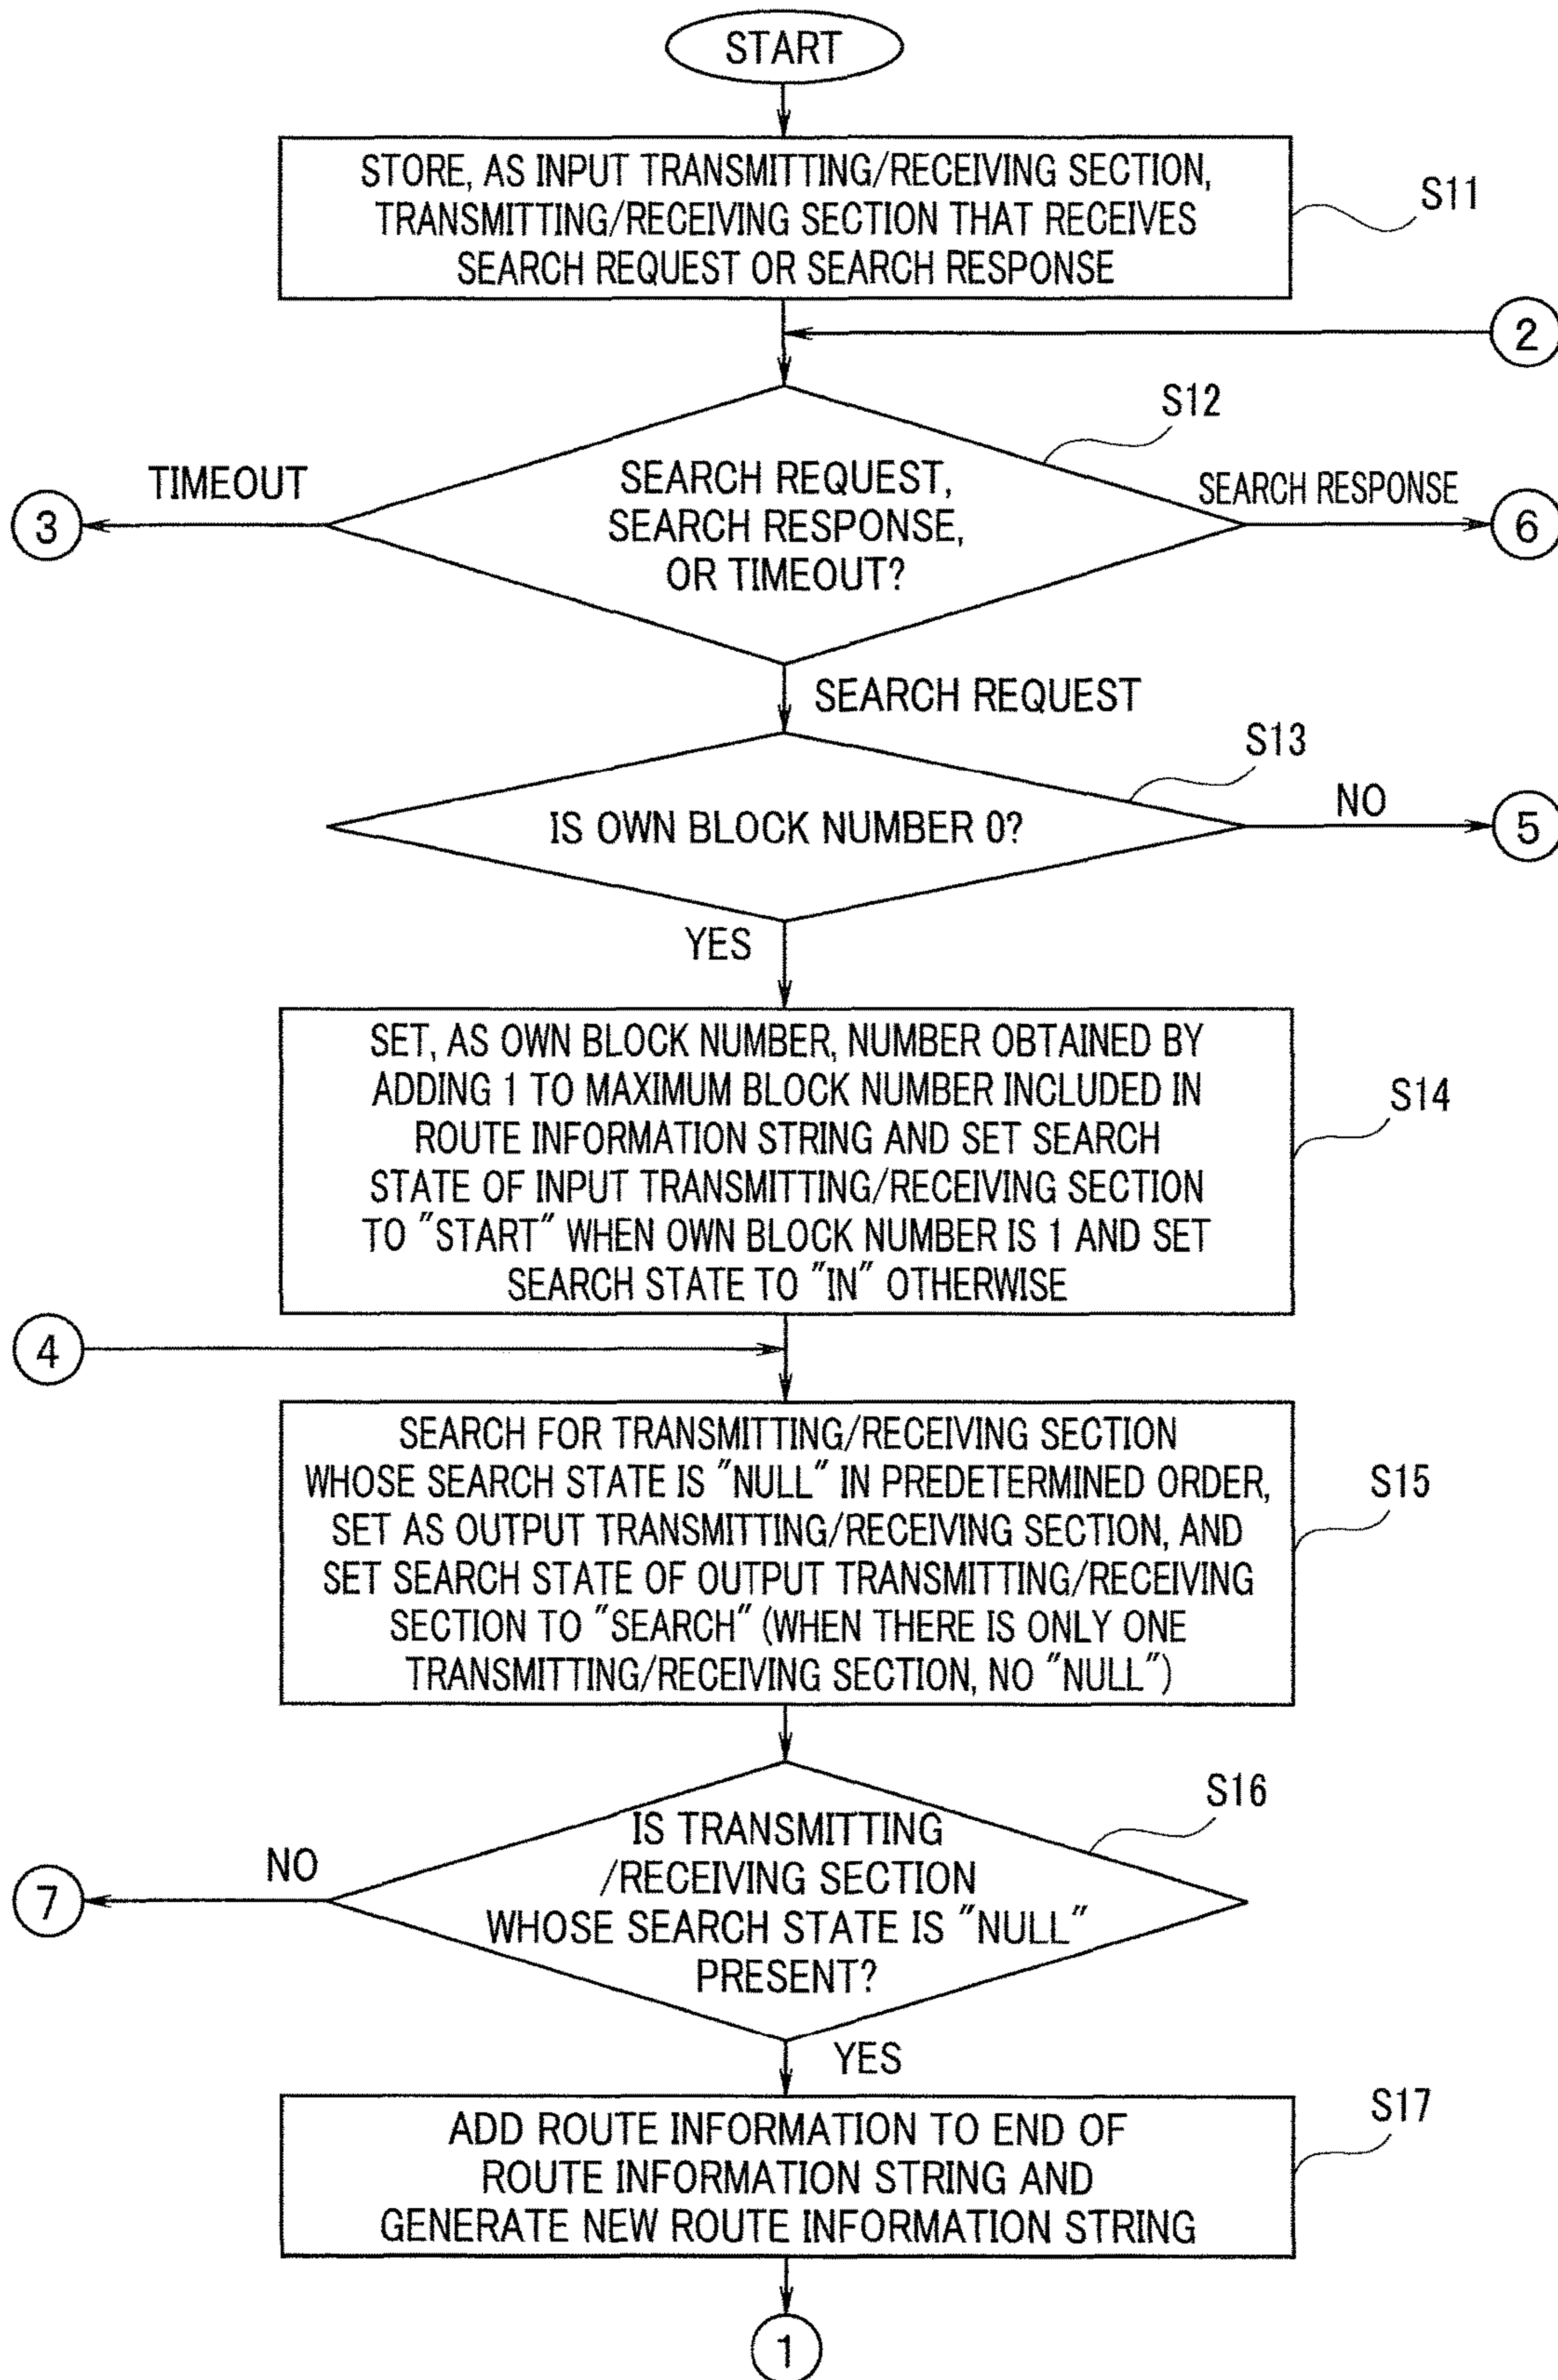 START
STORE, AS INPUT TRANSMITTING/RECEIVING SECTION,
TRANSMITTING/RECEIVING SECTION THAT RECEIVES
SEARCH REQUEST OR SEARCH RESPONSE
S11
2
S12
SEARCH REQUEST,
SEARCH RESPONSE,
OR TIMEOUT?
TIMEOUT
3
SEARCH RESPONSE
6
SEARCH REQUEST
S13
IS OWN BLOCK NUMBER 0?
NO
5
YES
SET, AS OWN BLOCK NUMBER, NUMBER OBTAINED BY
ADDING 1 TO MAXIMUM BLOCK NUMBER INCLUDED IN
ROUTE INFORMATION STRING AND SET SEARCH
STATE OF INPUT TRANSMITTING/RECEIVING SECTION
TO "START" WHEN OWN BLOCK NUMBER IS 1 AND SET
SEARCH STATE TO "IN" OTHERWISE
S14
4
SEARCH FOR TRANSMITTING/RECEIVING SECTION
WHOSE SEARCH STATE IS "NULL" IN PREDETERMINED ORDER,
SET AS OUTPUT TRANSMITTING/RECEIVING SECTION, AND
SET SEARCH STATE OF OUTPUT TRANSMITTING/RECEIVING
SECTION TO "SEARCH" (WHEN THERE IS ONLY ONE
TRANSMITTING/RECEIVING SECTION, NO "NULL")
S15
S16
IS TRANSMITTING
/RECEIVING SECTION
WHOSE SEARCH STATE IS "NULL"
PRESENT?
NO
7
YES
ADD ROUTE INFORMATION TO END OF
ROUTE INFORMATION STRING AND
GENERATE NEW ROUTE INFORMATION STRING
S17
1